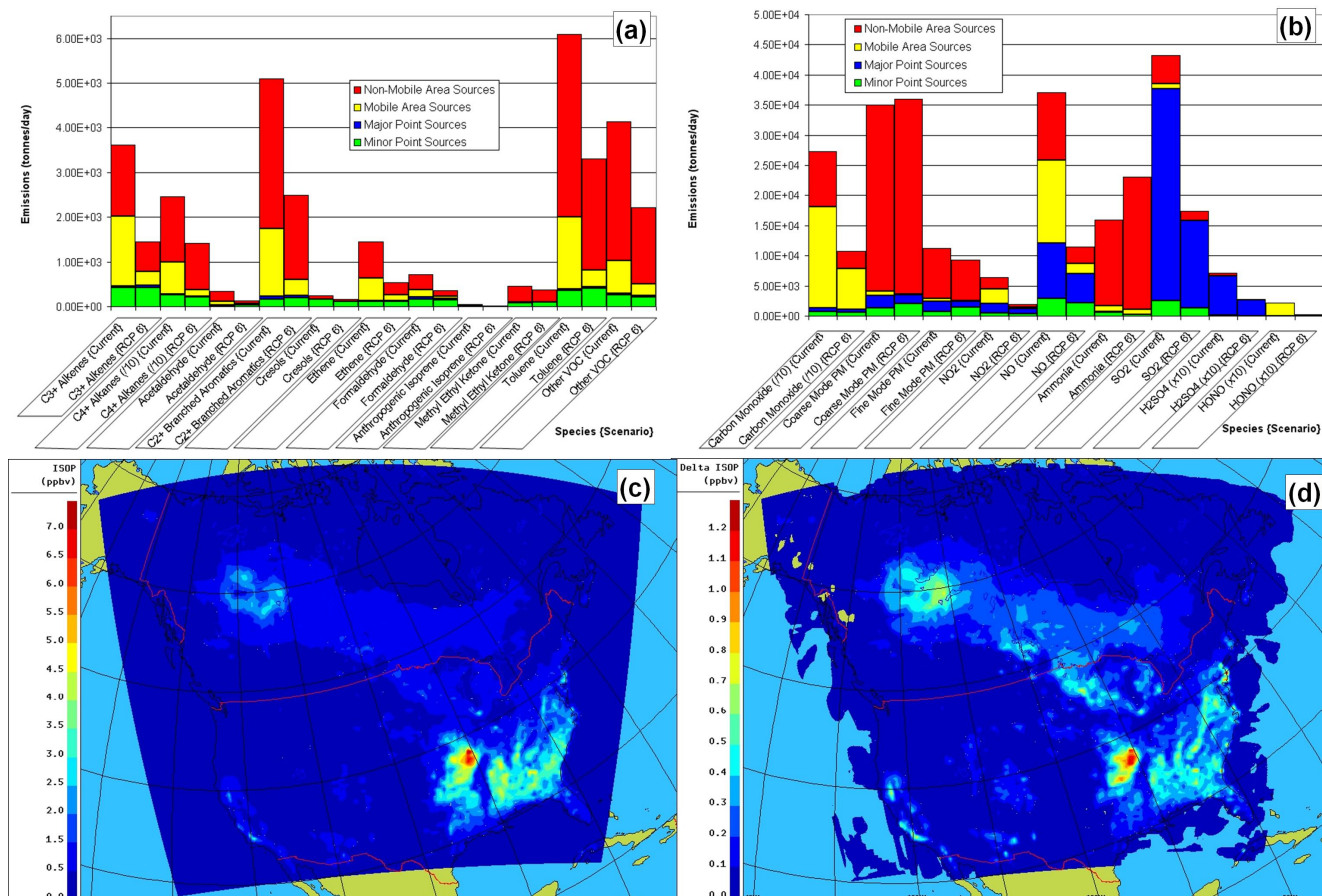 (a)
6.00E+03
5.00E+03
4.00E+03
3.00E+03
2.00E+03
1.00E+03
0.00E+00
Emissions (tonnes/day)
Non-Mobile Area Sources
Mobile Area Sources
Major Point Sources
Minor Point Sources
C3+ Alkenes {Current}
C3+ Alkenes {RCP 6}
C4+ Alkanes (/10) {Current}
C4+ Alkanes (/10) {RCP 6}
Acetaldehyde {Current}
Acetaldehyde {RCP 6}
C2+ Branched Aromatics {Current}
C2+ Branched Aromatics {RCP 6}
Cresols {Current}
Cresols {RCP 6}
Ethene {Current}
Ethene {RCP 6}
Formaldehyde {Current}
Formaldehyde {RCP 6}
Anthropogenic Isoprene {Current}
Anthropogenic Isoprene {RCP 6}
Methyl Ethyl Ketone {Current}
Methyl Ethyl Ketone {RCP 6}
Toluene {Current}
Toluene {RCP 6}
Other VOC {Current}
Other VOC {RCP 6}
Species {Scenario}
(b)
5.00E+04
4.50E+04
4.00E+04
3.50E+04
3.00E+04
2.50E+04
2.00E+04
1.50E+04
1.00E+04
5.00E+03
0.00E+00
Emissions (tonnes/day)
Non-Mobile Area Sources
Mobile Area Sources
Major Point Sources
Minor Point Sources
Carbon Monoxide (/10) {Current}
Carbon Monoxide (/10) {RCP 6}
Coarse Mode PM {Current}
Coarse Mode PM {RCP 6}
Fine Mode PM {Current}
Fine Mode PM {RCP 6}
NO2 {Current}
NO2 {RCP 6}
NO {Current}
NO {RCP 6}
Ammonia {Current}
Ammonia {RCP 6}
SO2 {Current}
SO2 {RCP 6}
H2SO4 (x10) {Current}
H2SO4 (x10) {RCP 6}
HONO (x10) {Current}
HONO (x10) {RCP 6}
Species {Scenario}
ISOP
(ppbv)
7.0
6.5
6.0
5.5
5.0
4.5
4.0
3.5
3.0
2.5
2.0
1.5
1.0
0.5
0.0
(c)
Delta ISOP
(ppbv)
1.2
1.1
1.0
0.9
0.8
0.7
0.6
0.5
0.4
0.3
0.2
0.1
0.0
(d)